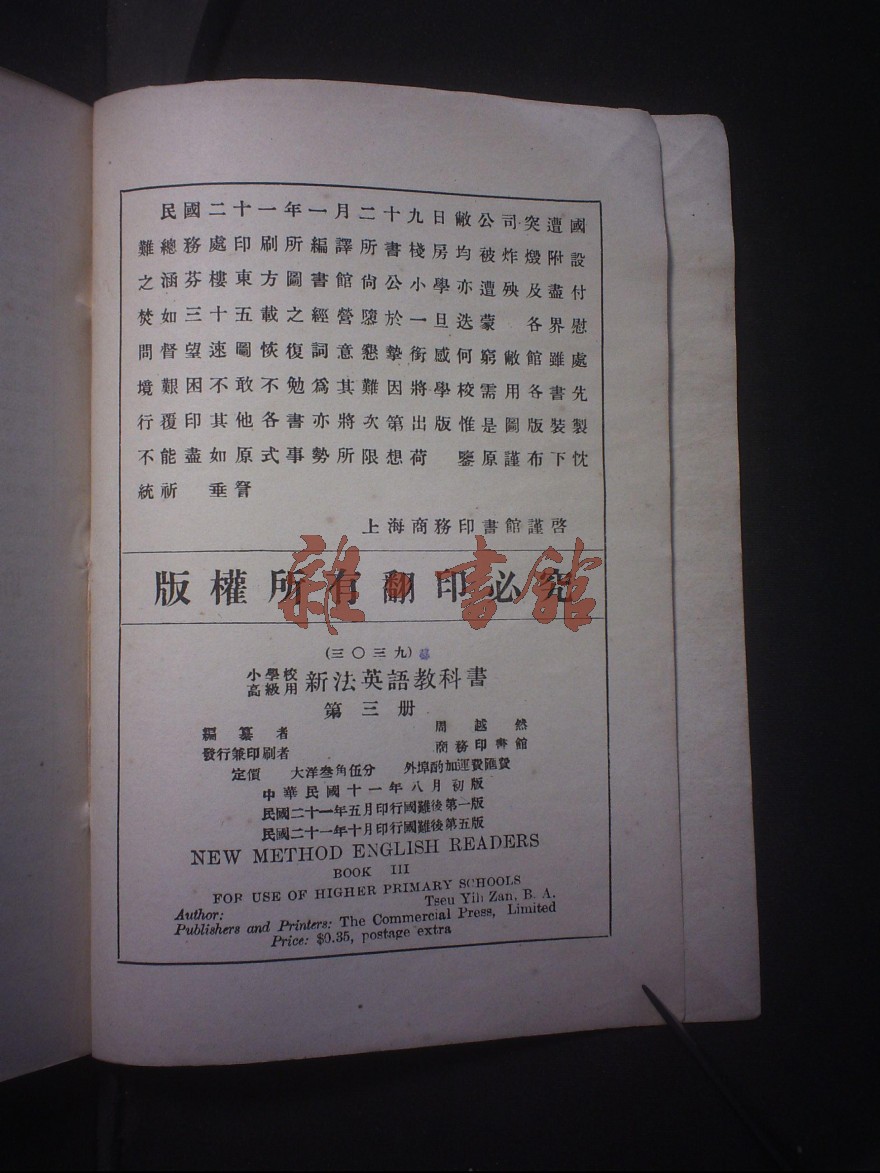 民國二十一年一月二十九日敝公司突遭國
難總務處印刷所編譯所書棧房均被炸燬附設
之涵芬樓東方圖書館尙公小學亦遭殃及盡付
焚如三十五載之經營墮於一旦迭蒙 各界慰
問督望速圖恢復詞意懇摯銜感何窮敝館雖處
境艱困不敢不勉爲其難因將學校需用各書先
行覆印其他各書亦將次第出版惟是圖版裝製
不能盡如原式事勢所限想荷 鑒原謹布下忱
統祈 垂詧
上海商務印書館謹啓
版權所有翻印必究
(三〇三九)
小學校高級用 新法英語教科書
第三册
編纂者 周越然
發行兼印刷者 商務印書館
定價 大洋叁角伍分 外埠酌加運費匯費
中華民國十一年八月初版
民國二十一年五月印行國難後第一版
民國二十一年十月印行國難後第五版
NEW METHOD ENGLISH READERS
BOOK III
FOR USE OF HIGHER PRIMARY SCHOOLS
Author: Tseu Yih Zan, B. A.
Publishers and Printers: The Commercial Press, Limited
Price: $0.35, postage extra
雜書館